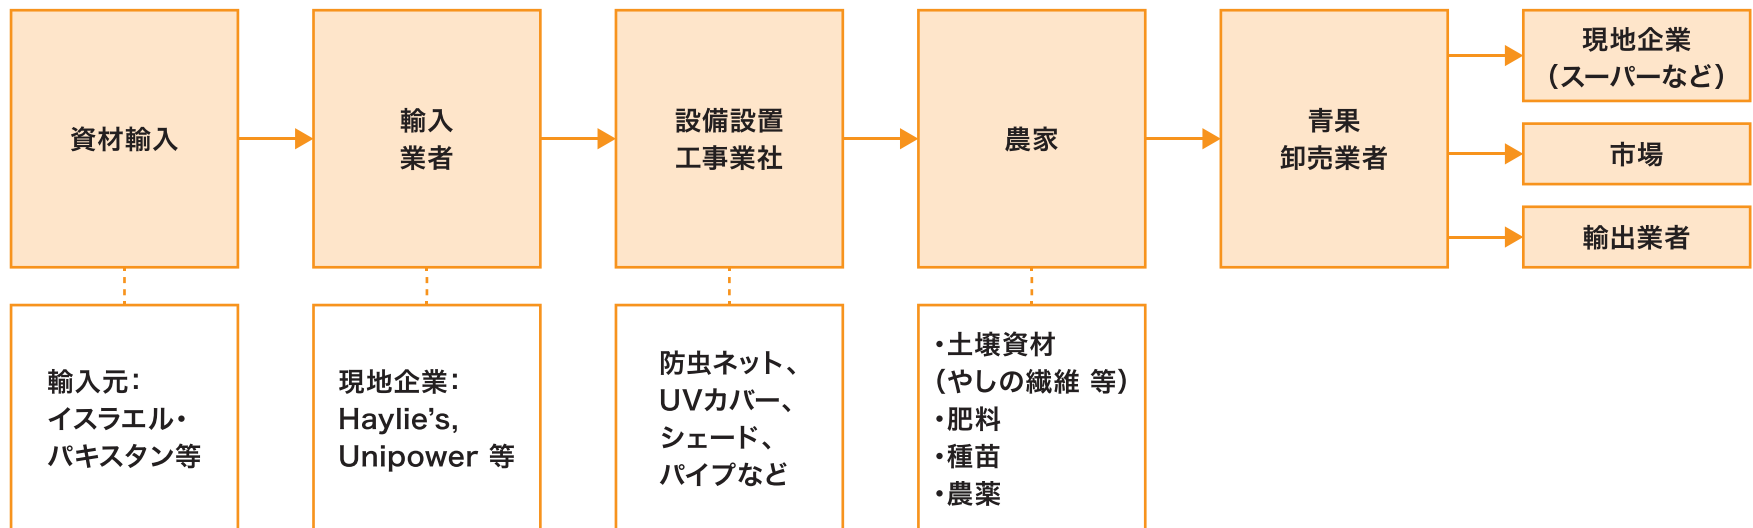 資材輸入
輸入
業者
設備設置
工事業社
農家
青果
卸売業者
現地企業
（スーパーなど）
市場
輸出業者
輸入元：
イスラエル・
パキスタン等
現地企業：
Haylie’s,
Unipower 等
防虫ネット、
UVカバー、
シェード、
パイプなど
・土壌資材
（やしの繊維 等）
・肥料
・種苗
・農薬